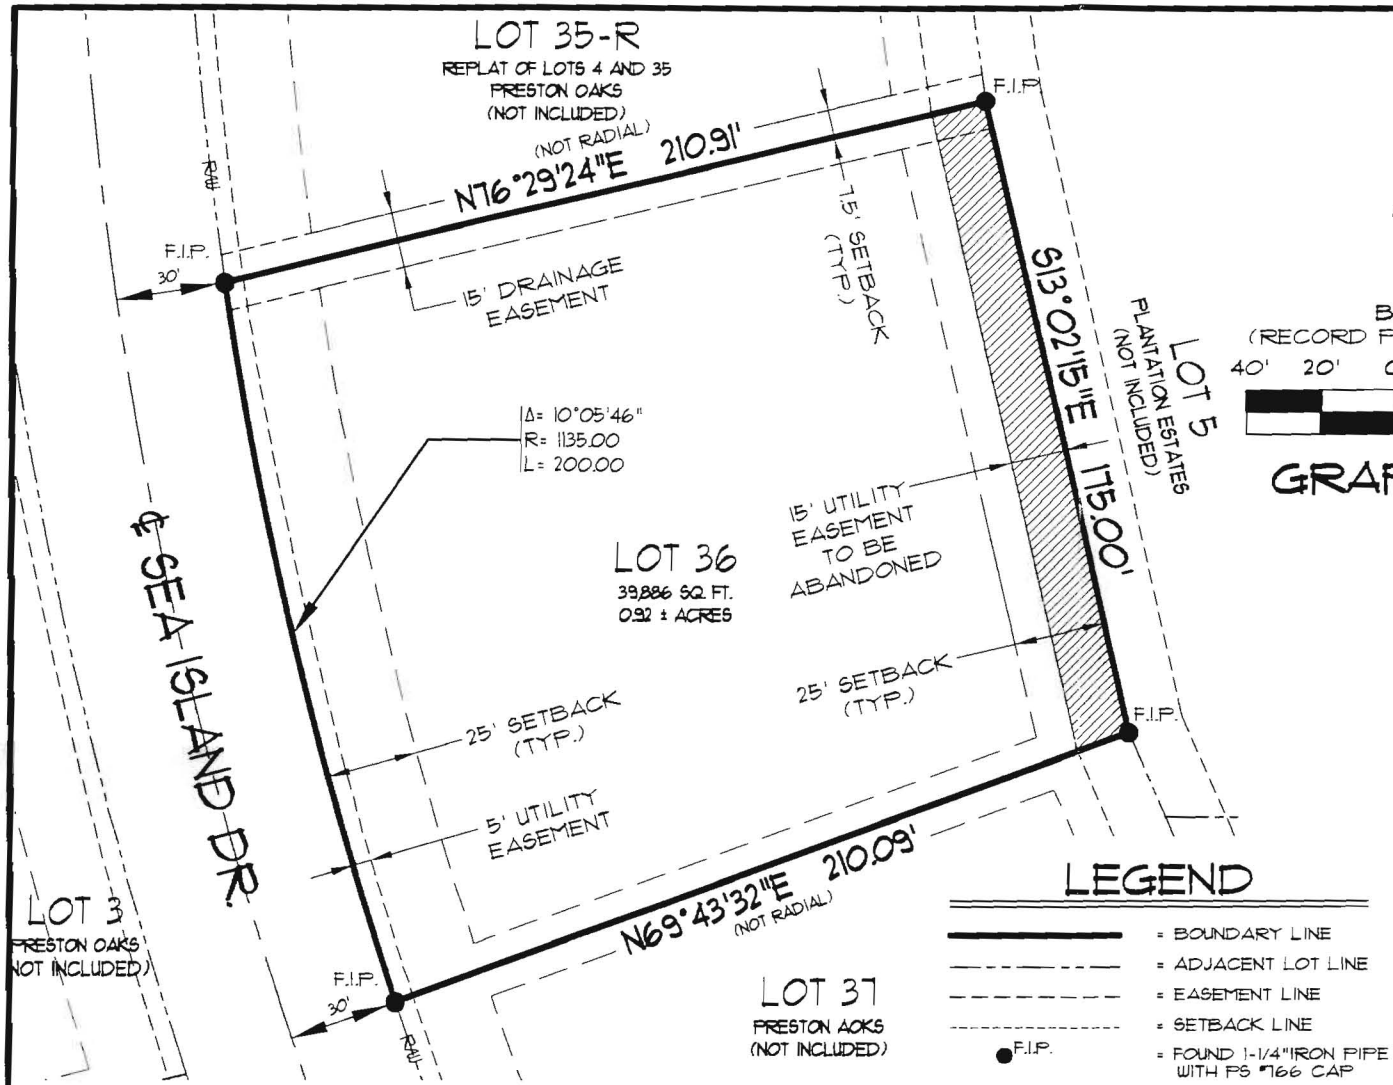 LOT 35-R
REPLAT OF LOTS 4 AND 35
PRESTON OAKS
(NOT INCLUDED)
(NOT RADIAL)
N76°29'24"E 210.91'
F.I.P.
R/W
F.I.P.
30'
15' DRAINAGE
EASEMENT
7.5' SETBACK
(TYP.)
S13°02'15"E 175.00'
LOT 5
PLANTATION ESTATES
(NOT INCLUDED)
(RECORD
40' 20'
Δ= 10°05'46"
R= 1135.00
L= 200.00
15' UTILITY
EASEMENT
TO BE
ABANDONED
LOT 36
39,886 SQ. FT.
0.92 ± ACRES
℄ SEA ISLAND DR.
25' SETBACK
(TYP.)
25' SETBACK
(TYP.)
F.I.P.
5' UTILITY
EASEMENT
N69°43'32"E 210.09'
(NOT RADIAL)
LOT 3
PRESTON OAKS
NOT INCLUDED)
F.I.P.
30'
R/W
LOT 37
PRESTON AOKS
(NOT INCLUDED)
LEGEND
= BOUNDARY LINE
= ADJACENT LOT LINE
= EASEMENT LINE
= SETBACK LINE
F.I.P. = FOUND 1-1/4" IRON PIPE
WITH PS #766 CAP